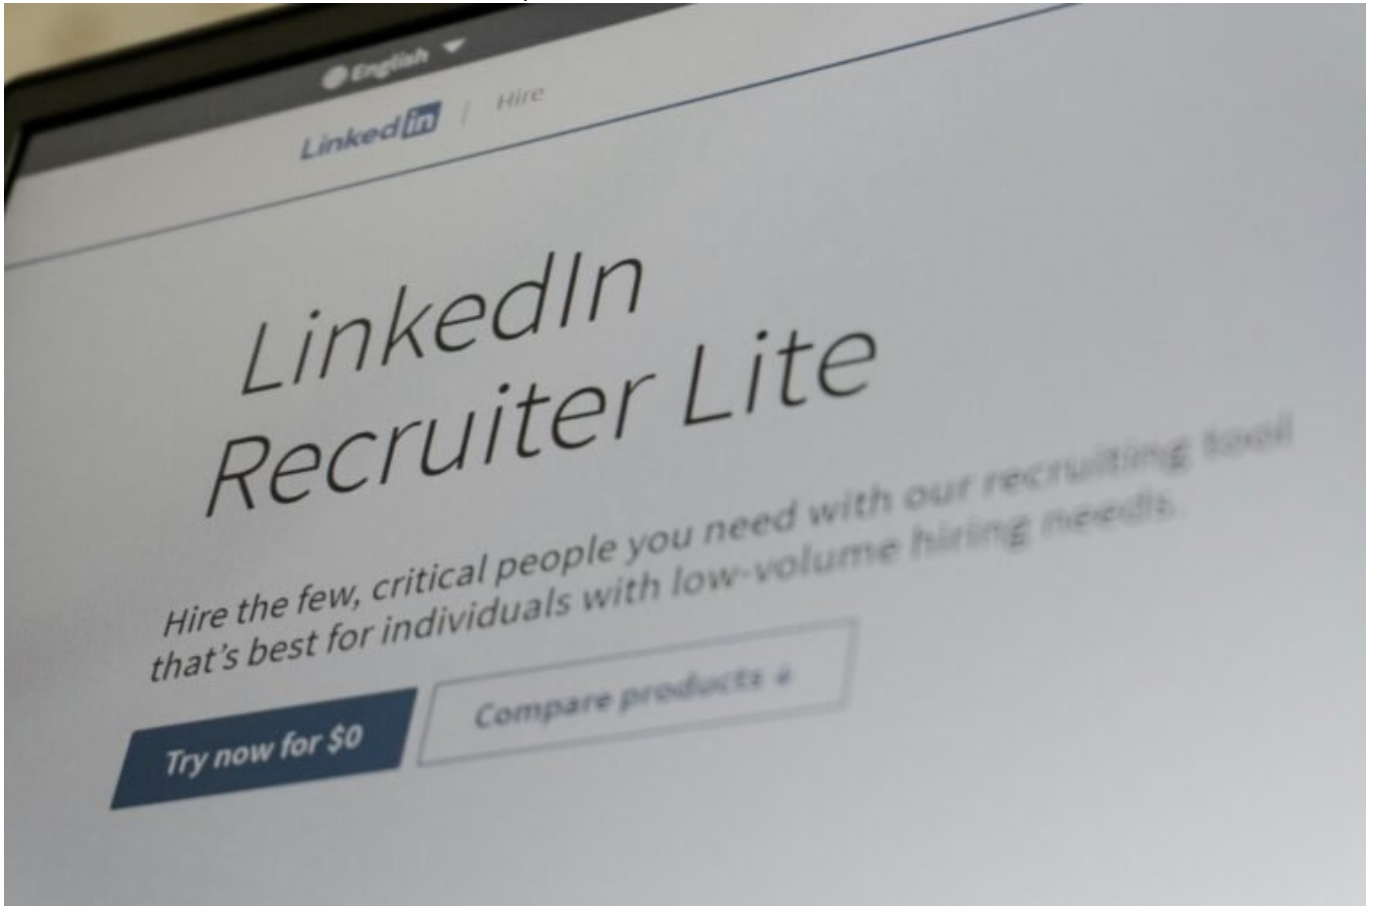 English
Linkedin | Hire
LinkedIn
Recruiter Lite
Hire the few, critical people you need with our recruiting tool
that's best for individuals with low-volume hiring needs.
Try now for $0
Compare products ↓